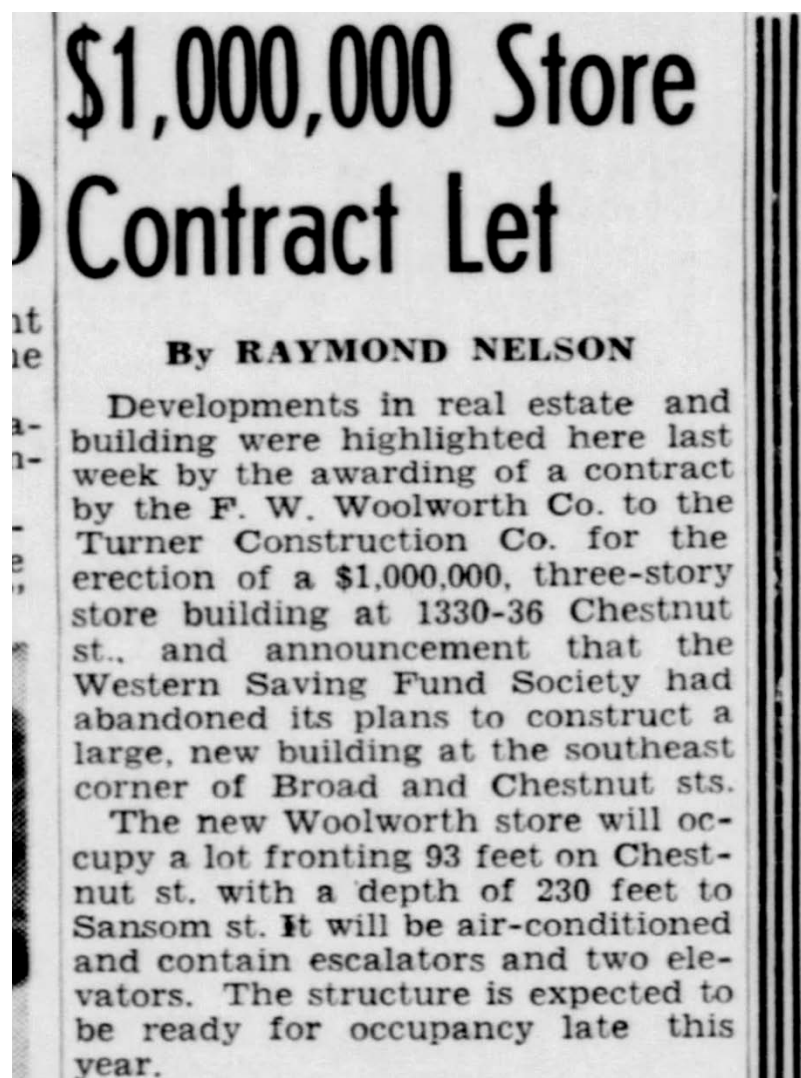 $1,000,000 Store
Contract Let
By RAYMOND NELSON
Developments in real estate and
building were highlighted here last
week by the awarding of a contract
by the F. W. Woolworth Co. to the
Turner Construction Co. for the
erection of a $1,000,000, three-story
store building at 1330-36 Chestnut
st., and announcement that the
Western Saving Fund Society had
abandoned its plans to construct a
large, new building at the southeast
corner of Broad and Chestnut sts.
The new Woolworth store will oc-
cupy a lot fronting 93 feet on Chest-
nut st. with a depth of 230 feet to
Sansom st. It will be air-conditioned
and contain escalators and two ele-
vators. The structure is expected to
be ready for occupancy late this
year.